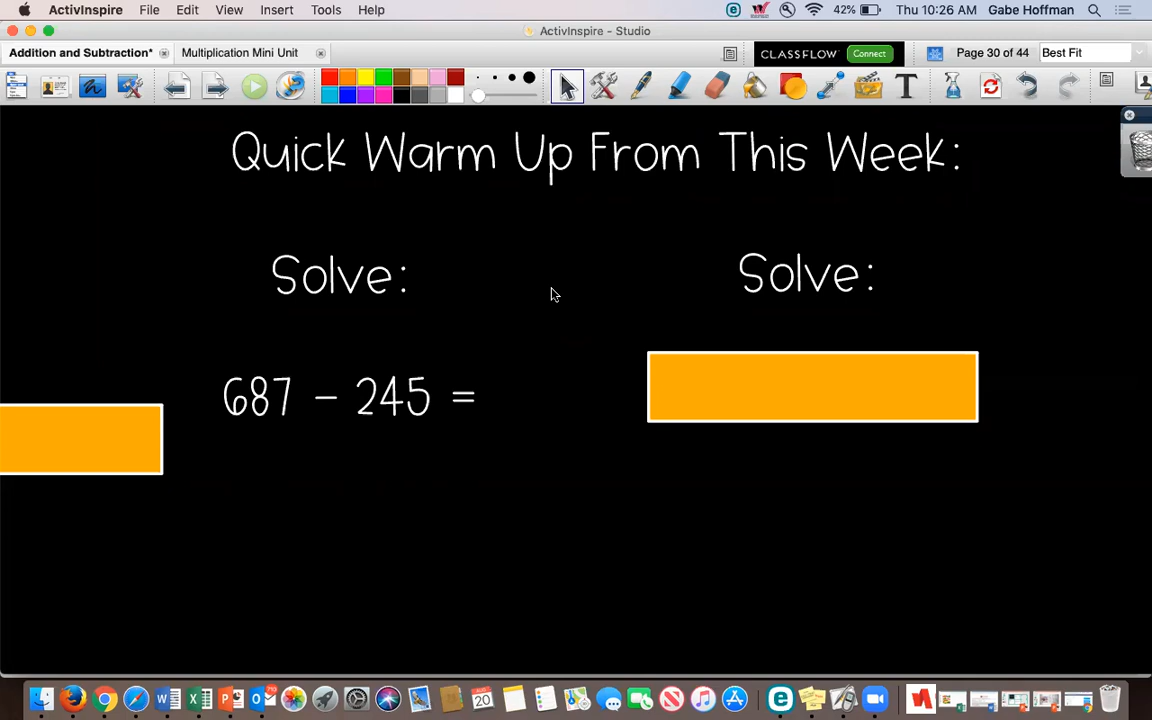 ActivInspire File Edit View Insert Tools Help 42% Thu 10:26 AM Gabe Hoffman
ActivInspire - Studio
Addition and Subtraction* Multiplication Mini Unit CLASSFLOW Connect Page 30 of 44 Best Fit
Quick Warm Up From This Week:
Solve: Solve:
687 - 245 =